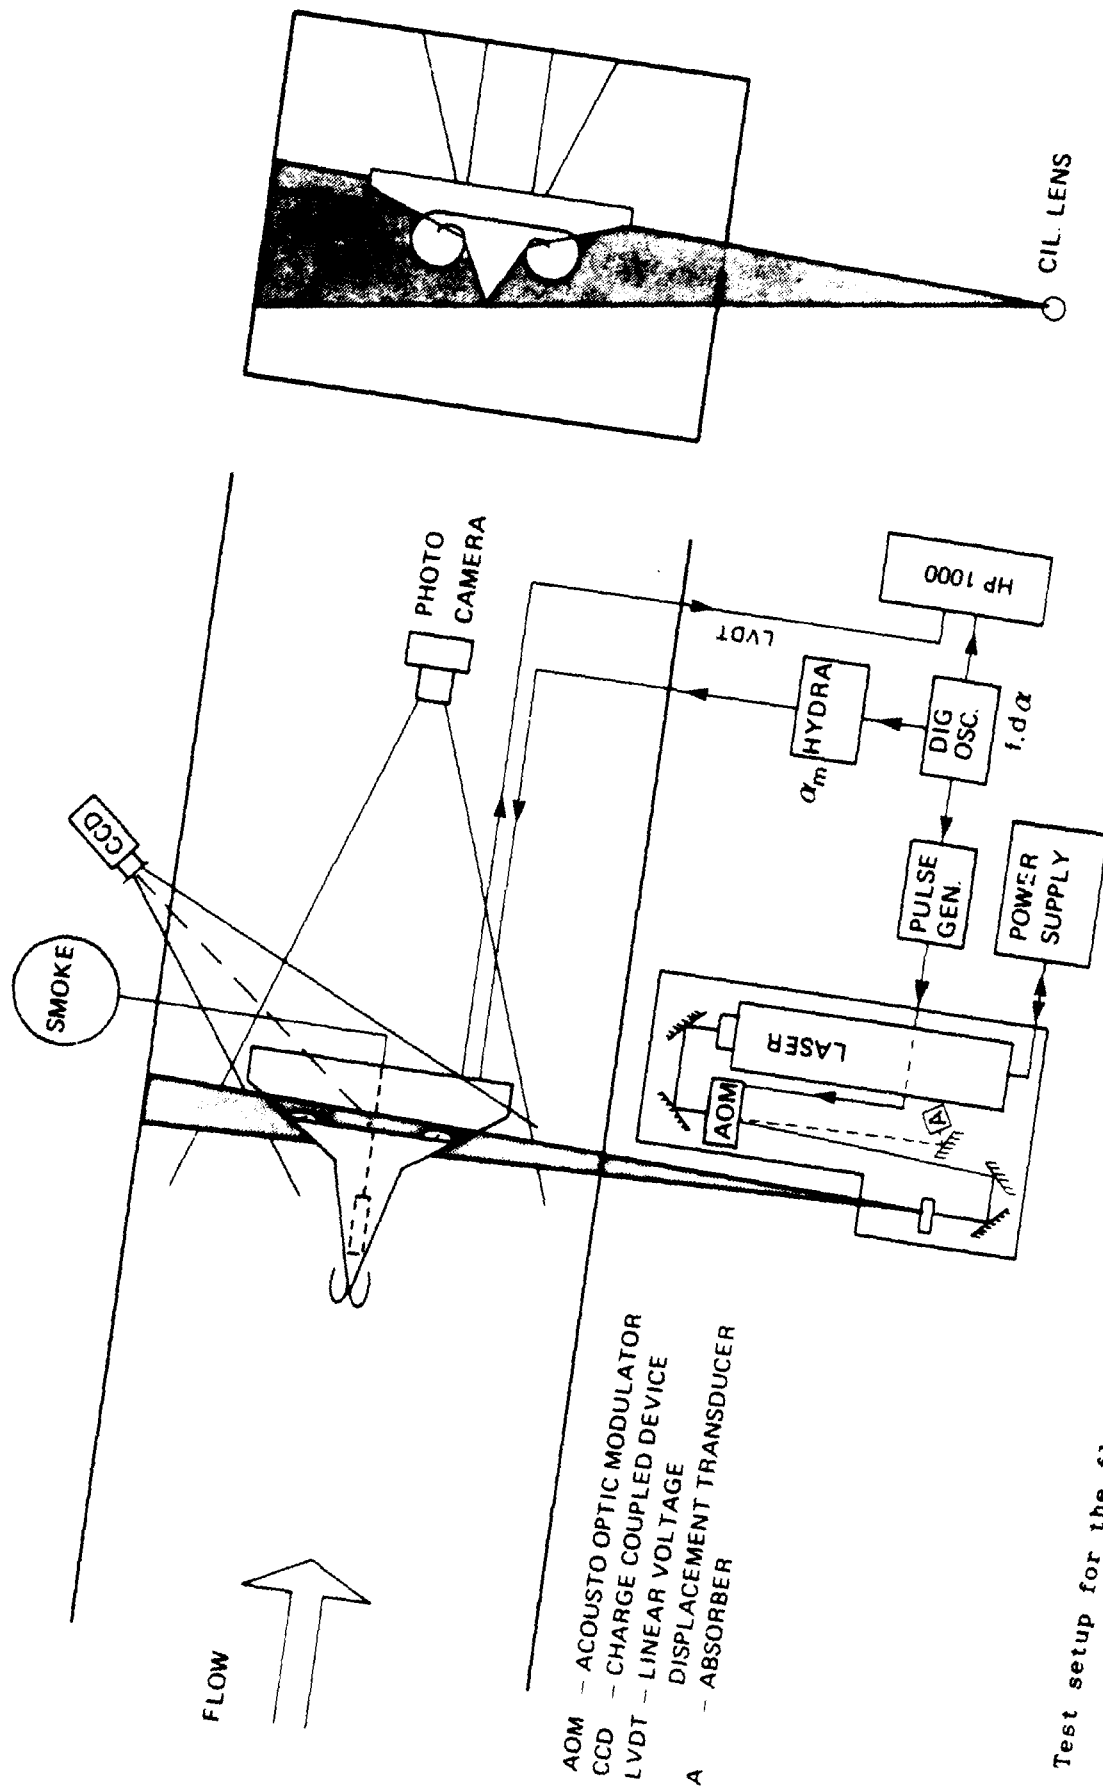 SMOKE
CCD
PHOTO
CAMERA
CIL. LENS
FLOW
LVDT
α_m
HYDRA
HP 1000
DIG
OSC.
f.dα
PULSE
GEN.
POWER
SUPPLY
LASER
AOM
A
AOM – ACOUSTO OPTIC MODULATOR
CCD – CHARGE COUPLED DEVICE
LVDT – LINEAR VOLTAGE
DISPLACEMENT TRANSDUCER
A – ABSORBER
Test setup for the